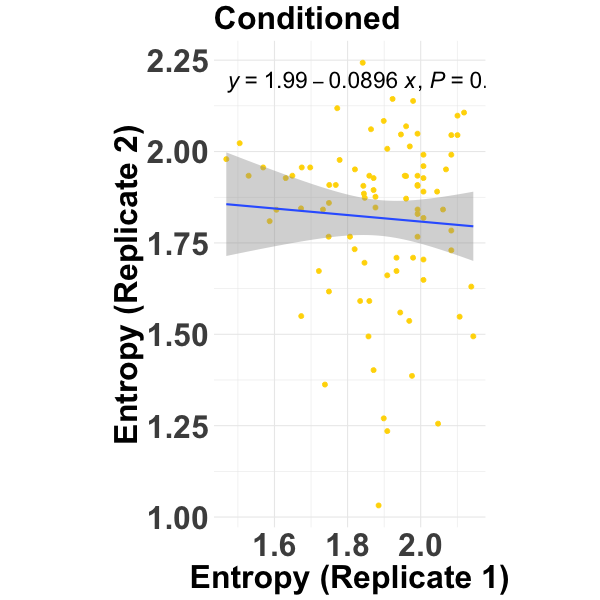 Conditioned
y = 1.99 – 0.0896 x, P = 0.
Entropy (Replicate 2)
2.25
2.00
1.75
1.50
1.25
1.00
1.6 1.8 2.0
Entropy (Replicate 1)